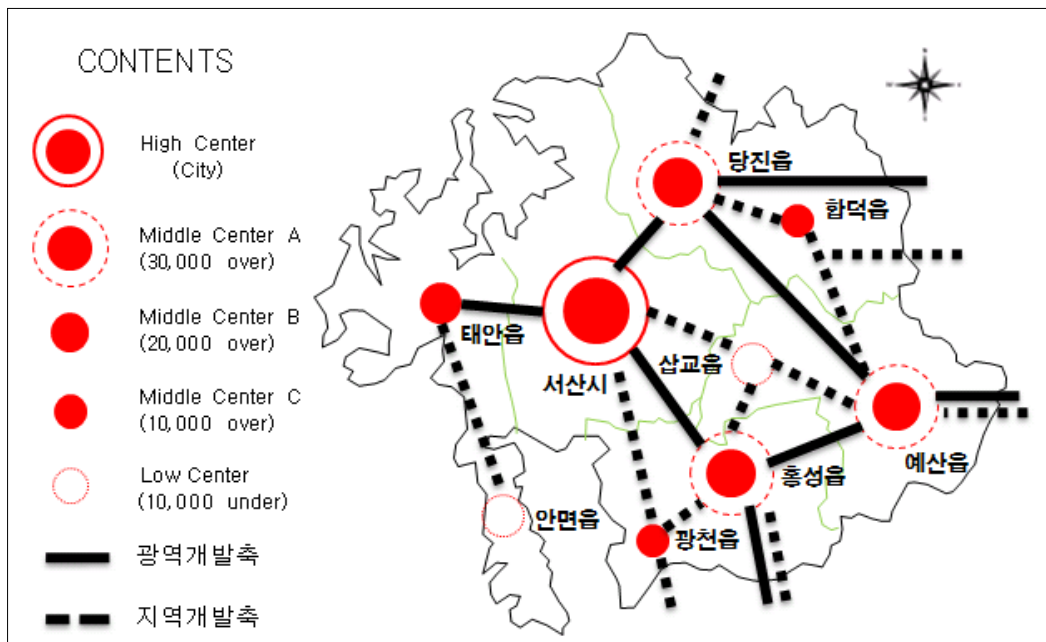 CONTENTS
High Center
(City)
Middle Center A
(30,000 over)
Middle Center B
(20,000 over)
Middle Center C
(10,000 over)
Low Center
(10,000 under)
광역개발축
지역개발축
당진읍
합덕읍
태안읍
서산시
삽교읍
예산읍
홍성읍
안면읍
광천읍